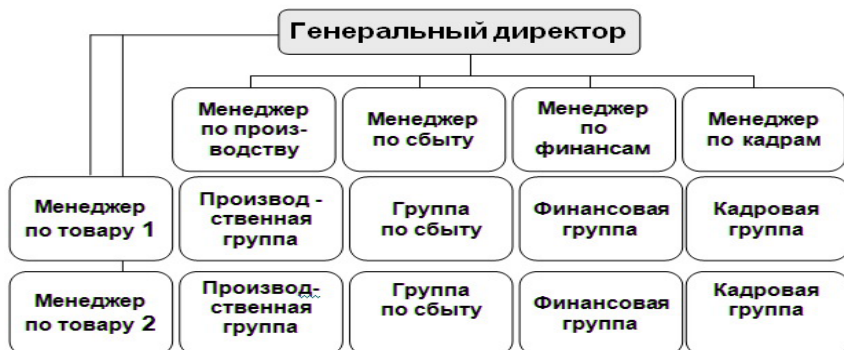 Генеральный директор
Менеджер
по произ-
водству
Менеджер
по сбыту
Менеджер
по
финансам
Менеджер
по кадрам
Менеджер
по товару 1
Производ -
ственная
группа
Группа
по сбыту
Финансовая
группа
Кадровая
группа
Менеджер
по товару 2
Производ-
ственная
группа
Группа
по сбыту
Финансовая
группа
Кадровая
группа